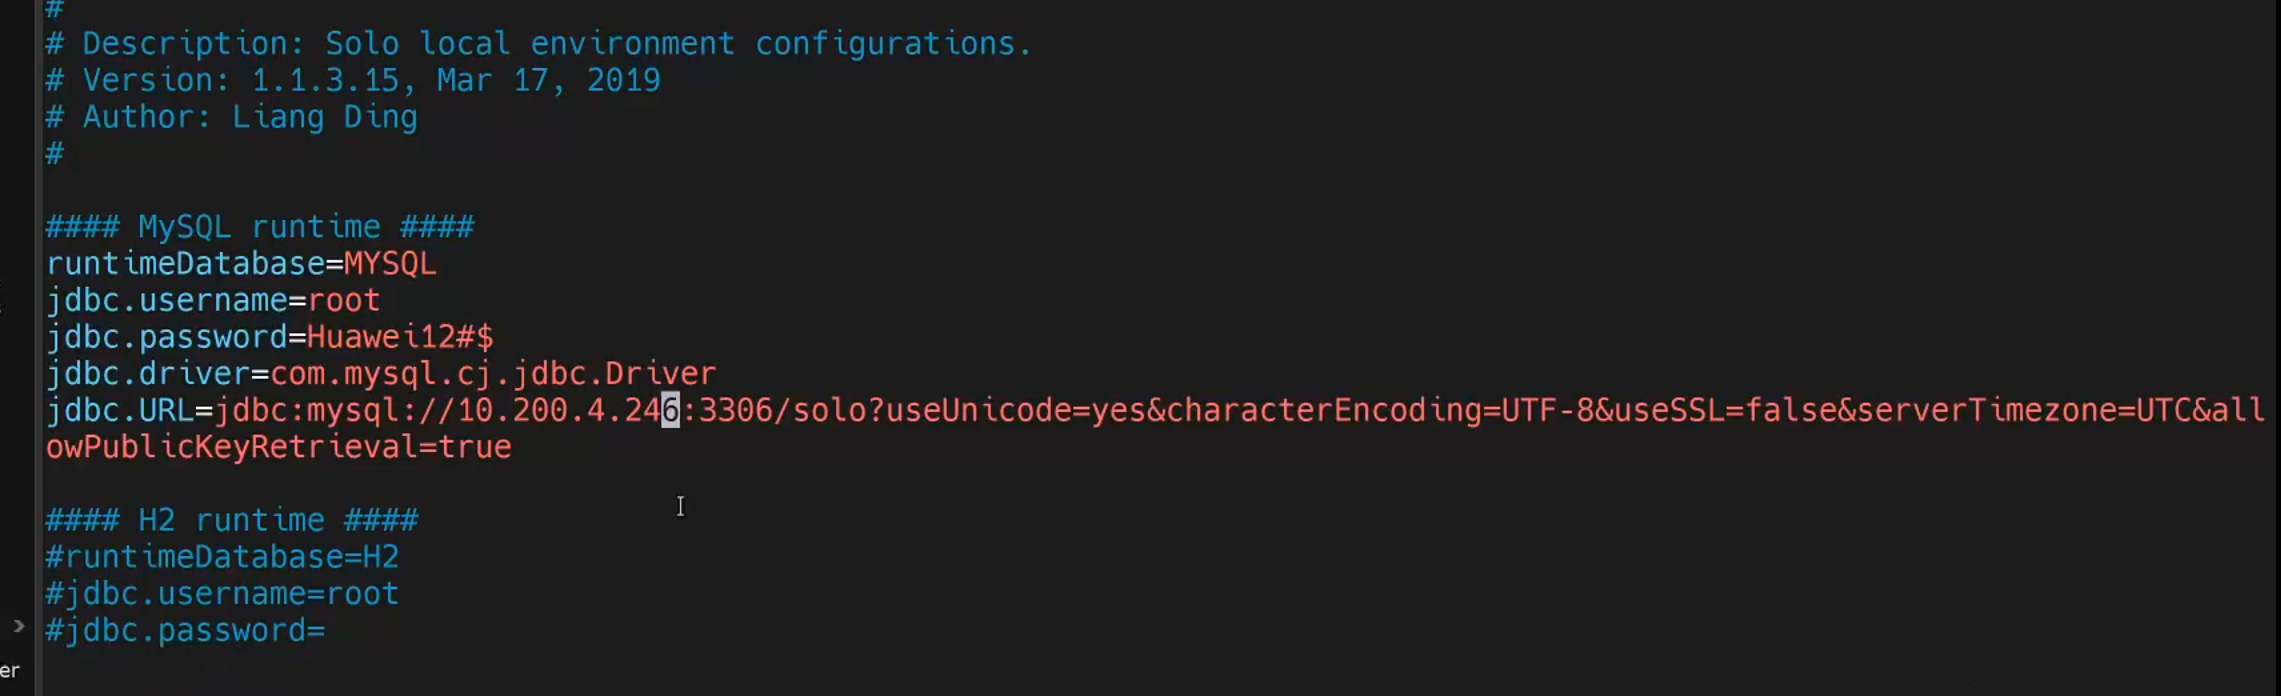 #
# Description: Solo local environment configurations.
# Version: 1.1.3.15, Mar 17, 2019
# Author: Liang Ding
#
#### MySQL runtime ####
runtimeDatabase=MYSQL
jdbc.username=root
jdbc.password=Huawei12#$
jdbc.driver=com.mysql.cj.jdbc.Driver
jdbc.URL=jdbc:mysql://10.200.4.246:3306/solo?useUnicode=yes&characterEncoding=UTF-8&useSSL=false&serverTimezone=UTC&all
owPublicKeyRetrieval=true
#### H2 runtime ####
#runtimeDatabase=H2
#jdbc.username=root
#jdbc.password=
er